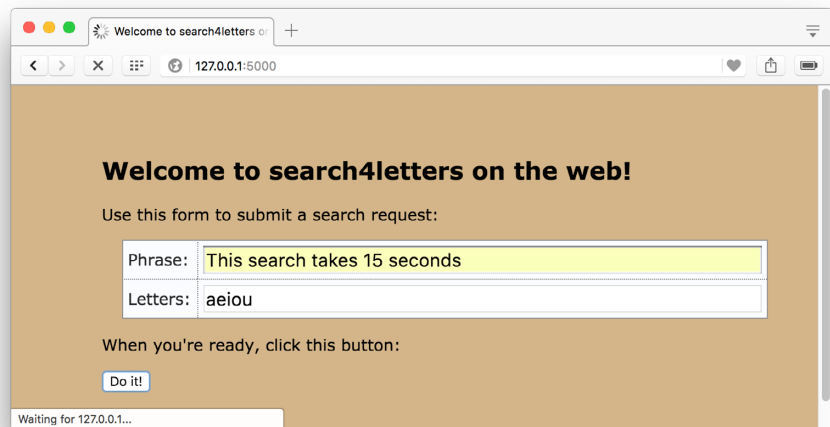 Welcome to search4letters or
127.0.0.1:5000
Welcome to search4letters on the web!
Use this form to submit a search request:
Phrase: This search takes 15 seconds
Letters: aeiou
When you're ready, click this button:
Do it!
Waiting for 127.0.0.1...